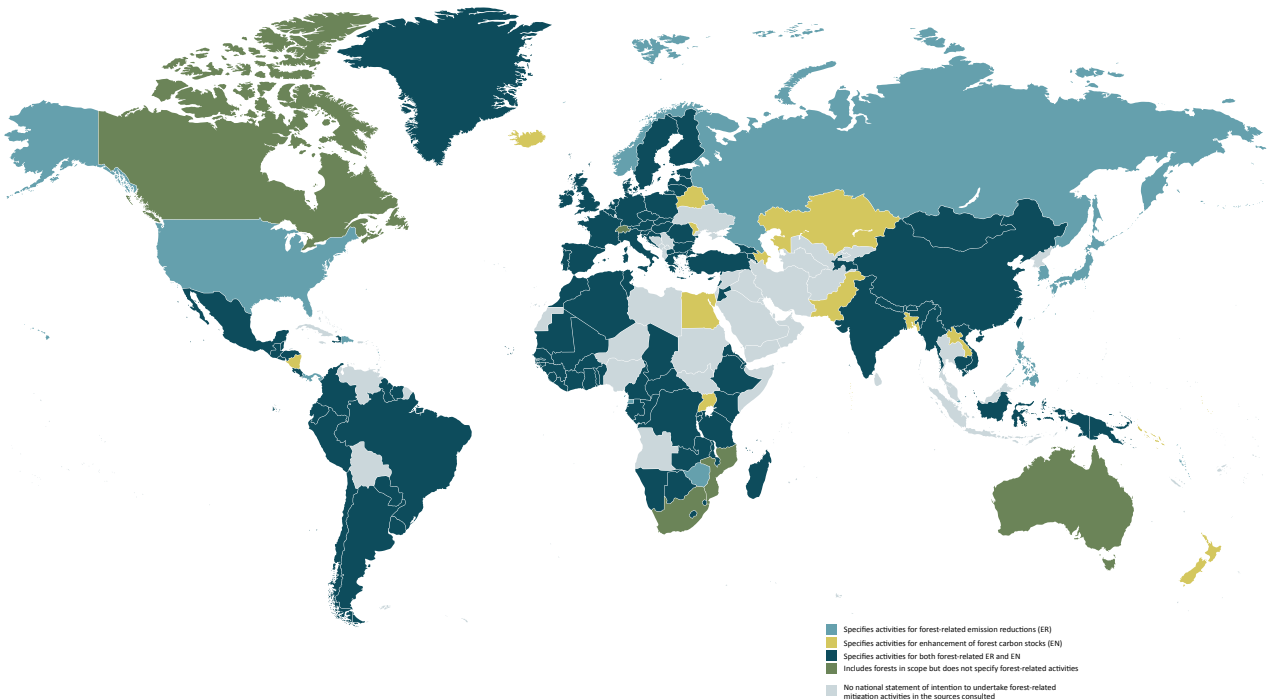 Specifies activities for forest-related emission reductions (ER)
Specifies activities for enhancement of forest carbon stocks (EN)
Specifies activities for both forest-related ER and EN
Includes forests in scope but does not specify forest-related activities
No national statement of intention to undertake forest-related
mitigation activities in the sources consulted